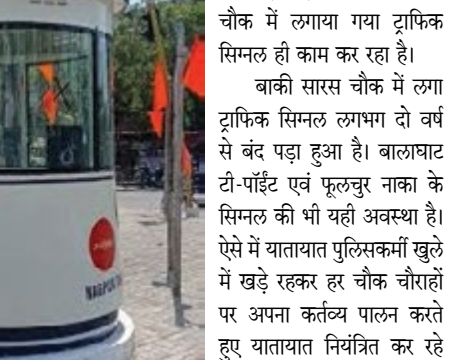 चौक में लगाया गया ट्राफिक
सिग्नल ही काम कर रहा है।
बाकी सारस चौक में लगा
ट्राफिक सिग्नल लगभग दो वर्ष
से बंद पड़ा हुआ है। बालाघाट
टी-पॉईंट एवं फूलचुर नाका के
सिग्नल की भी यही अवस्था है।
ऐसे में यातायात पुलिसकर्मी खुले
में खड़े रहकर हर चौक चौराहों
पर अपना कर्तव्य पालन करते
हुए यातायात नियंत्रित कर रहे